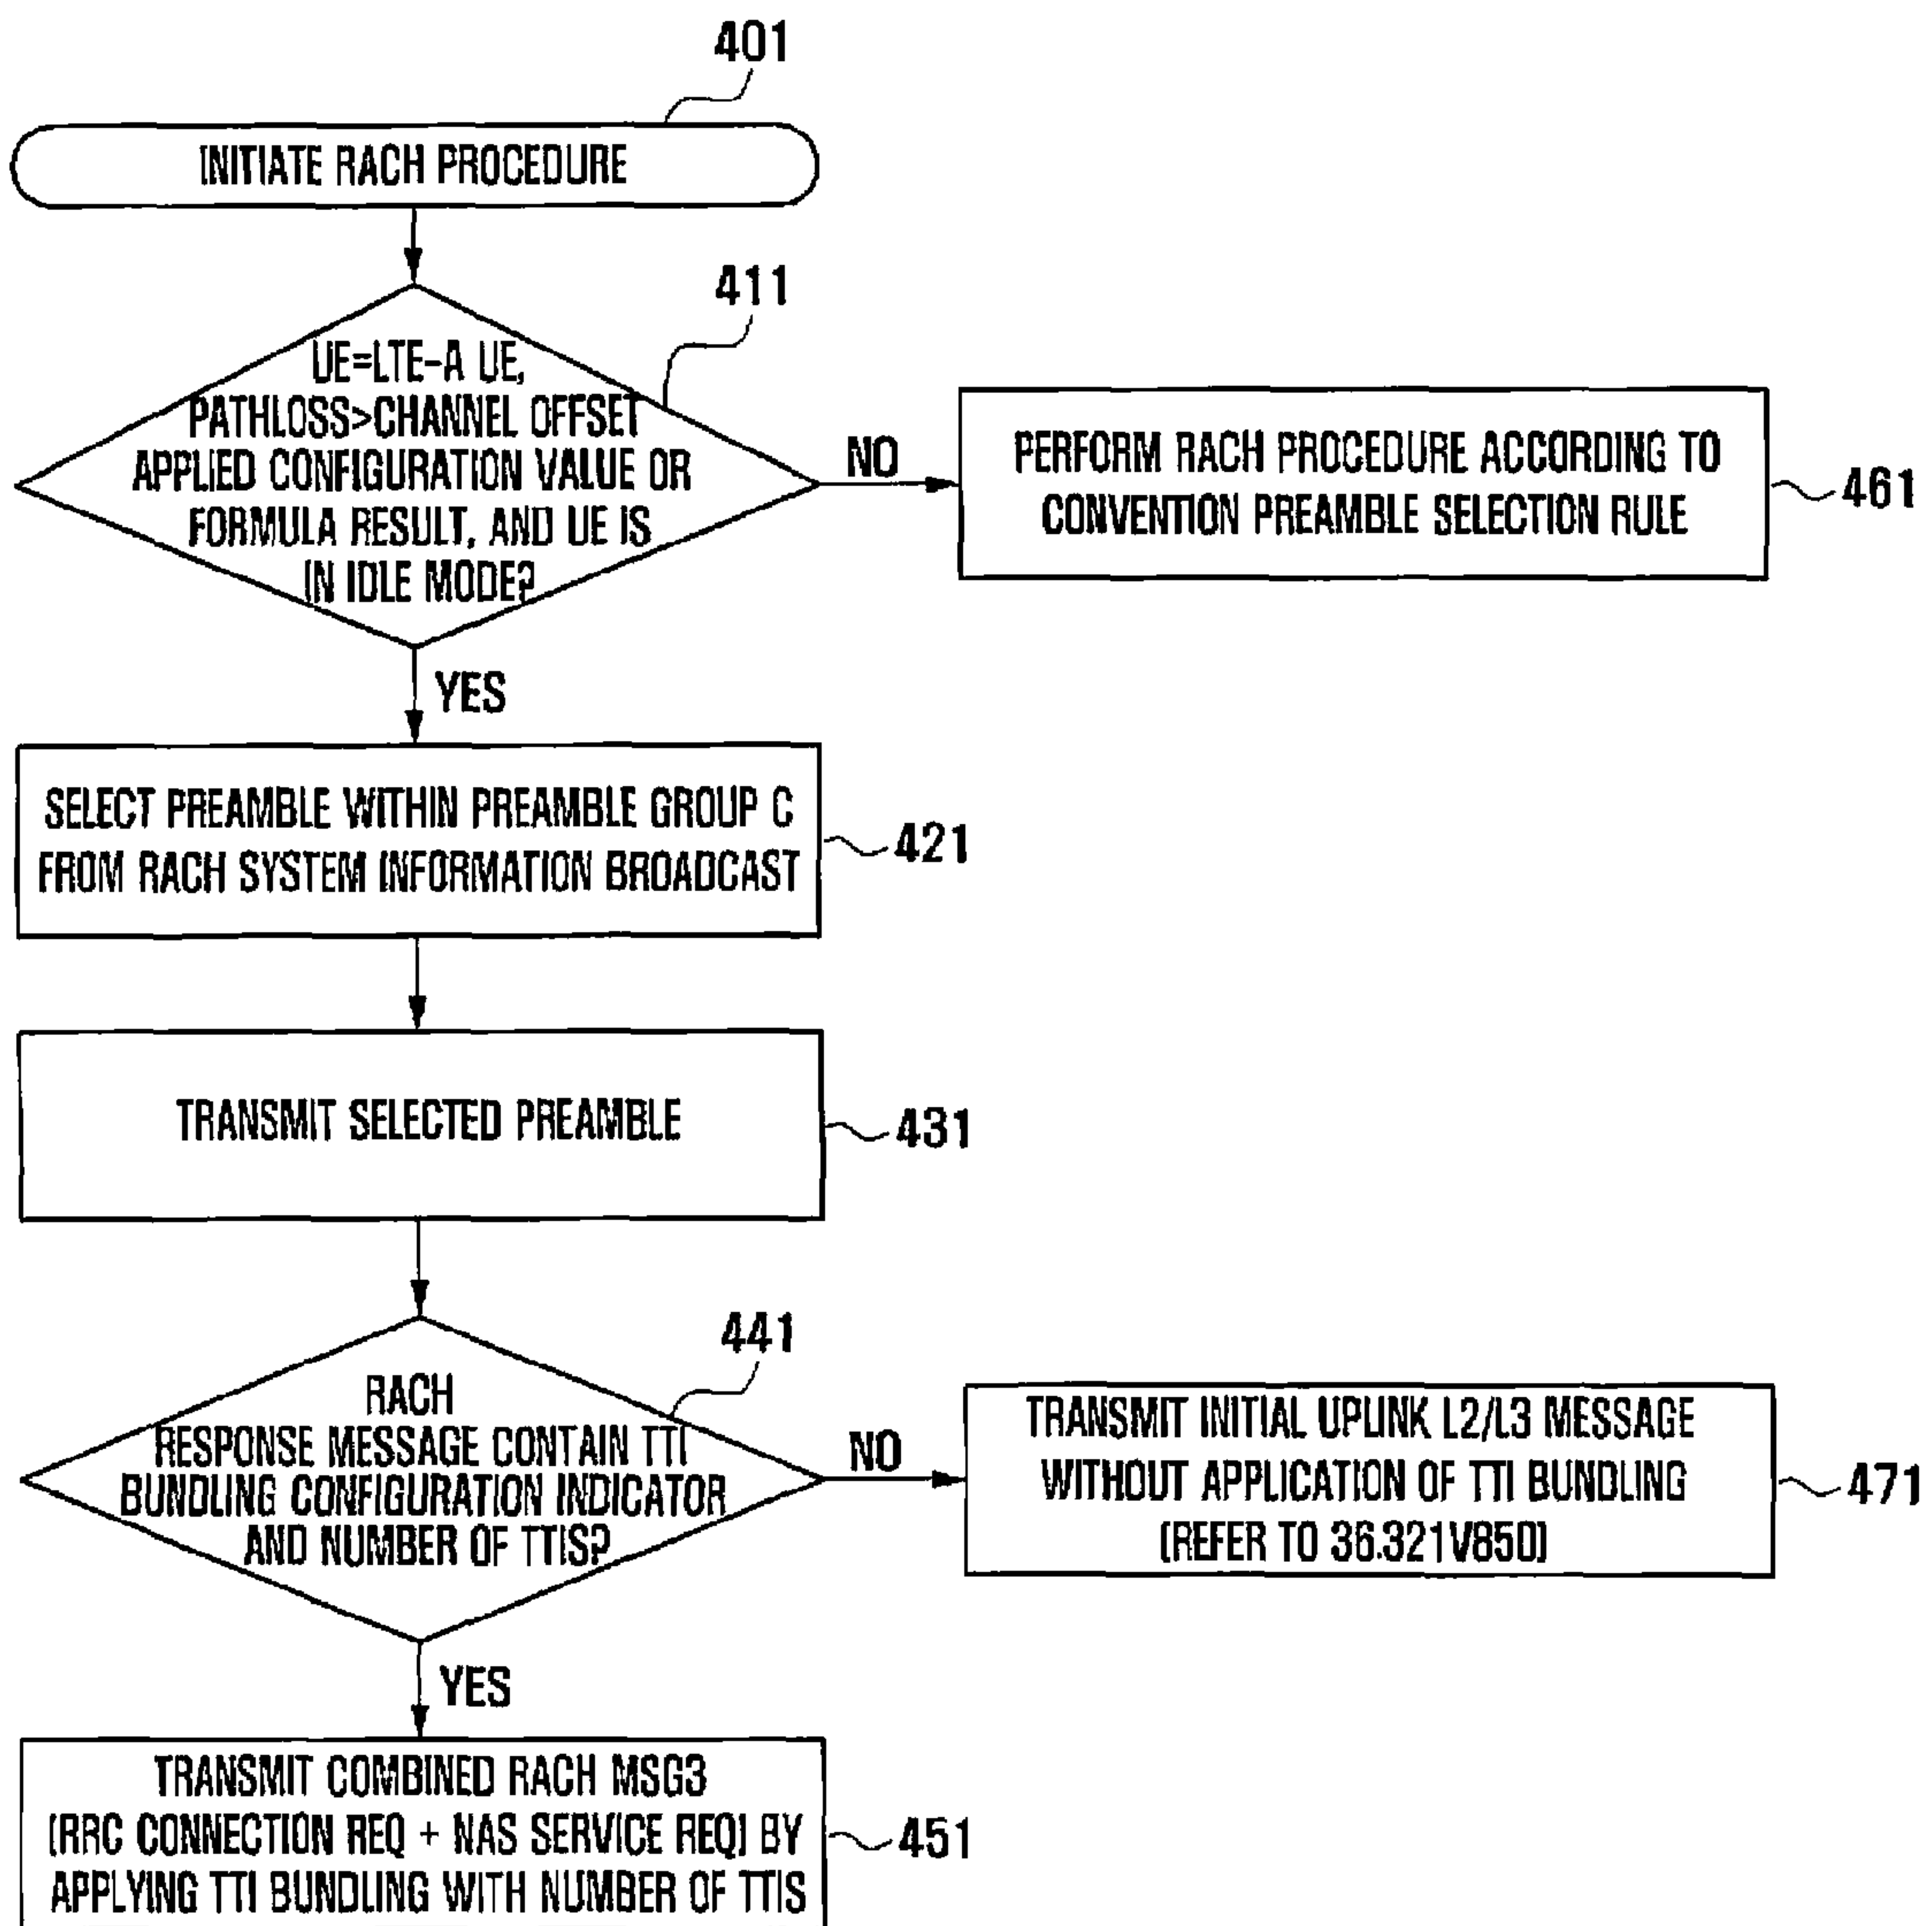 401
INITIATE RACH PROCEDURE
411
UE=LTE-A UE,
PATHLOSS>CHANNEL OFFSET
APPLIED CONFIGURATION VALUE OR
FORMULA RESULT, AND UE IS
IN IDLE MODE?
NO
PERFORM RACH PROCEDURE ACCORDING TO
CONVENTION PREAMBLE SELECTION RULE
461
YES
SELECT PREAMBLE WITHIN PREAMBLE GROUP C
FROM RACH SYSTEM INFORMATION BROADCAST
421
TRANSMIT SELECTED PREAMBLE
431
441
RACH
RESPONSE MESSAGE CONTAIN TTI
BUNDLING CONFIGURATION INDICATOR
AND NUMBER OF TTIS?
NO
TRANSMIT INITIAL UPLINK L2/L3 MESSAGE
WITHOUT APPLICATION OF TTI BUNDLING
(REFER TO 36.321V850)
471
YES
TRANSMIT COMBINED RACH MSG3
(RRC CONNECTION REQ + NAS SERVICE REQ) BY
APPLYING TTI BUNDLING WITH NUMBER OF TTIS
451